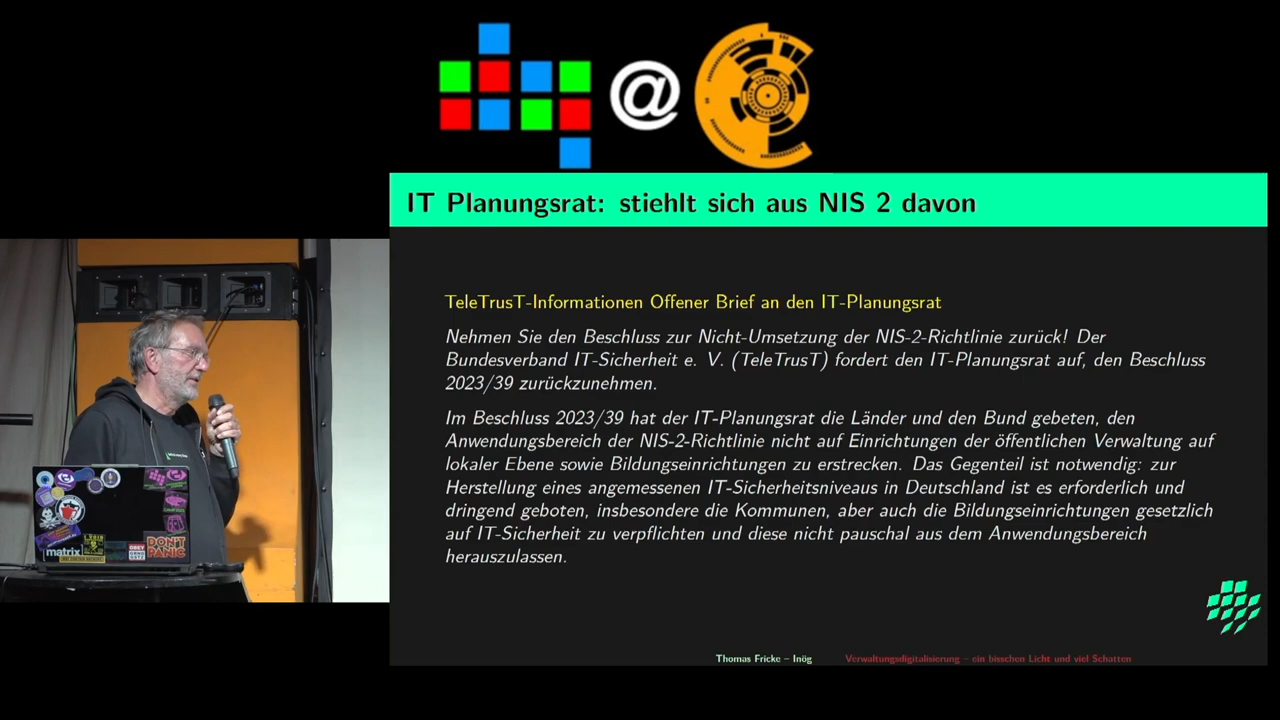 @
IT Planungsrat: stiehlt sich aus NIS 2 davon
TeleTrusT-Informationen Offener Brief an den IT-Planungsrat
Nehmen Sie den Beschluss zur Nicht-Umsetzung der NIS-2-Richtlinie zurück! Der
Bundesverband IT-Sicherheit e. V. (TeleTrusT) fordert den IT-Planungsrat auf, den Beschluss
2023/39 zurückzunehmen.
Im Beschluss 2023/39 hat der IT-Planungsrat die Länder und den Bund gebeten, den
Anwendungsbereich der NIS-2-Richtlinie nicht auf Einrichtungen der öffentlichen Verwaltung auf
lokaler Ebene sowie Bildungseinrichtungen zu erstrecken. Das Gegenteil ist notwendig: zur
Herstellung eines angemessenen IT-Sicherheitsniveaus in Deutschland ist es erforderlich und
dringend geboten, insbesondere die Kommunen, aber auch die Bildungseinrichtungen gesetzlich
auf IT-Sicherheit zu verpflichten und diese nicht pauschal aus dem Anwendungsbereich
herauszulassen.
Thomas Fricke – Inög
Verwaltungsdigitalisierung – ein bisschen Licht und viel Schatten
matrix
DON'T
PANIC